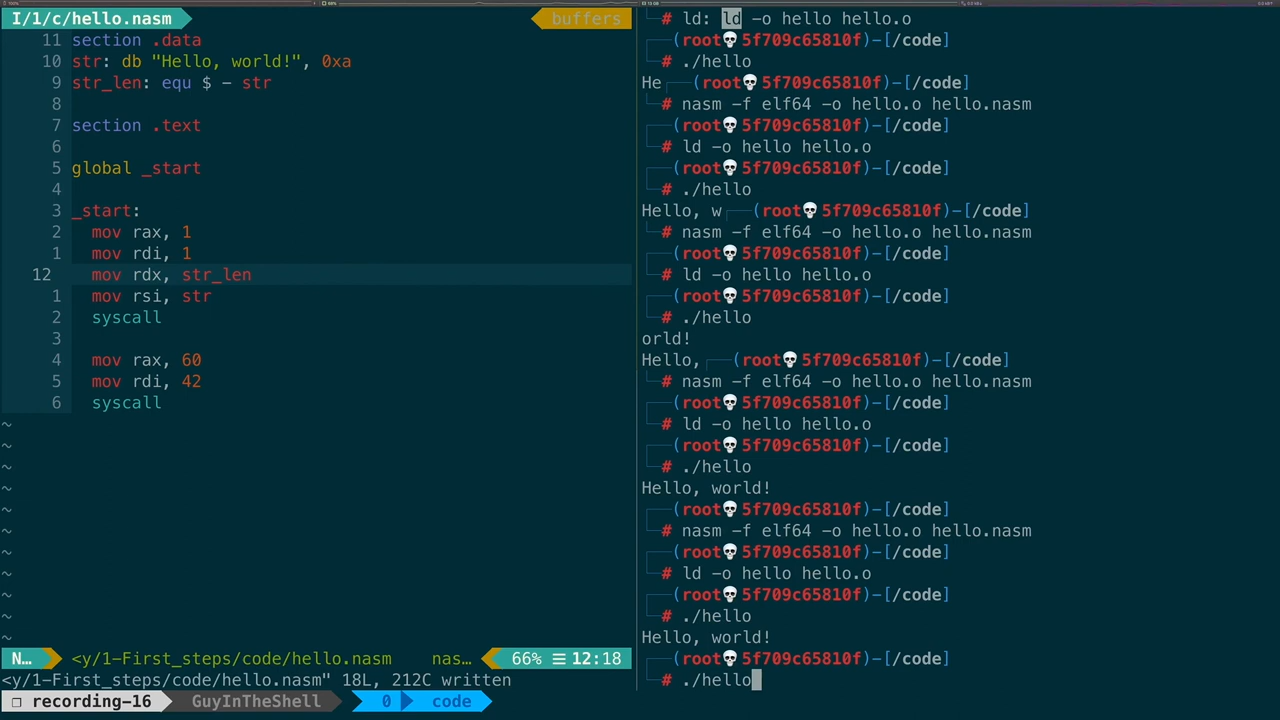 I/1/c/hello.nasm
buffers
11 section .data
10 str: db "Hello, world!", 0xa
9 str_len: equ $ - str
8
7 section .text
6
5 global _start
4
3 _start:
2 mov rax, 1
1 mov rdi, 1
12 mov rdx, str_len
1 mov rsi, str
2 syscall
3
4 mov rax, 60
5 mov rdi, 42
6 syscall
~
~
~
~
~
~
~
~
~
~
~
N… <y/1-First_steps/code/hello.nasm nas… 66% ☰ 12:18
<y/1-First_steps/code/hello.nasm" 18L, 212C written
❐ recording-16 GuyInTheShell 0 code
└─# ld: ld -o hello hello.o
┌──(root💀5f709c65810f)-[/code]
└─# ./hello
He┌──(root💀5f709c65810f)-[/code]
└─# nasm -f elf64 -o hello.o hello.nasm
┌──(root💀5f709c65810f)-[/code]
└─# ld -o hello hello.o
┌──(root💀5f709c65810f)-[/code]
└─# ./hello
Hello, w┌──(root💀5f709c65810f)-[/code]
└─# nasm -f elf64 -o hello.o hello.nasm
┌──(root💀5f709c65810f)-[/code]
└─# ld -o hello hello.o
┌──(root💀5f709c65810f)-[/code]
└─# ./hello
orld!
Hello,┌──(root💀5f709c65810f)-[/code]
└─# nasm -f elf64 -o hello.o hello.nasm
┌──(root💀5f709c65810f)-[/code]
└─# ld -o hello hello.o
┌──(root💀5f709c65810f)-[/code]
└─# ./hello
Hello, world!
┌──(root💀5f709c65810f)-[/code]
└─# nasm -f elf64 -o hello.o hello.nasm
┌──(root💀5f709c65810f)-[/code]
└─# ld -o hello hello.o
┌──(root💀5f709c65810f)-[/code]
└─# ./hello
Hello, world!
┌──(root💀5f709c65810f)-[/code]
└─# ./hello